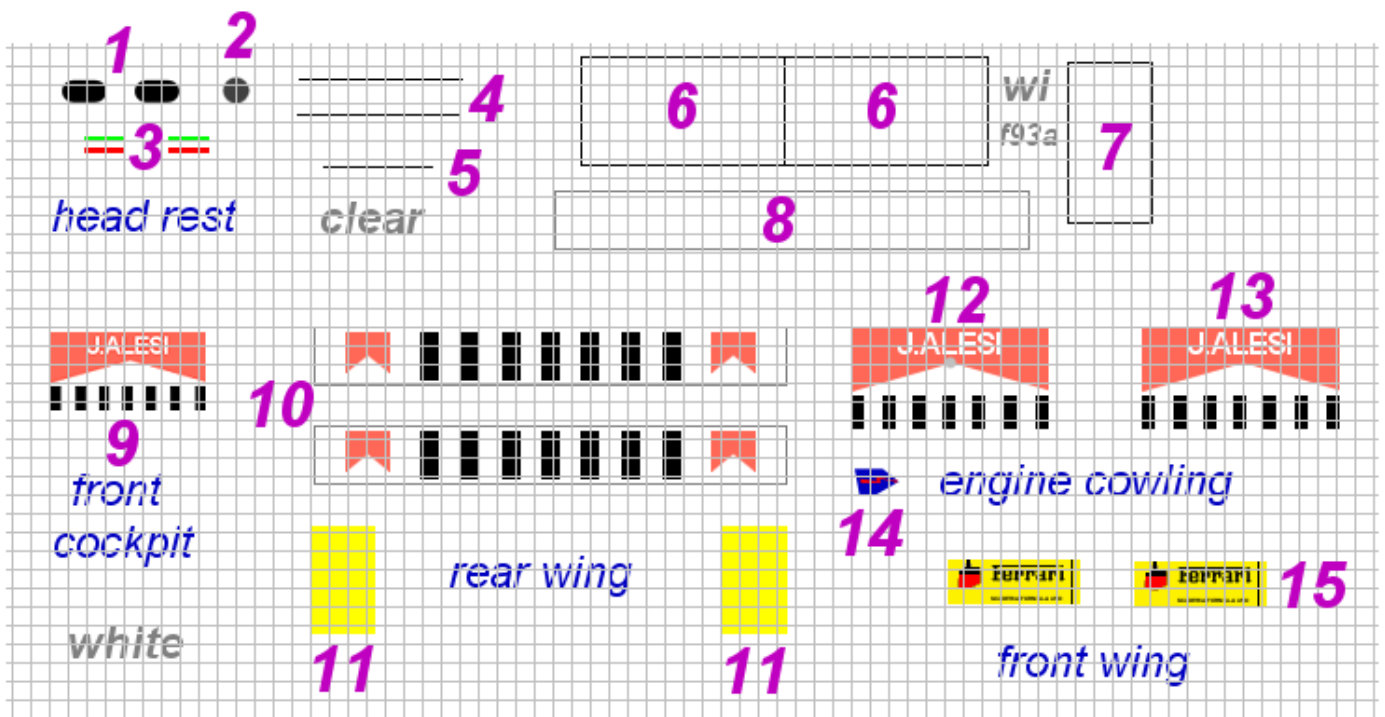 1
2
3
4
5
6
6
wi
f93a
7
head rest
clear
8
J.ALESI
9
10
12
J.ALESI
13
J.ALESI
front
cockpit
engine cowling
14
rear wing
ferrari
ferrari
15
white
11
11
front wing